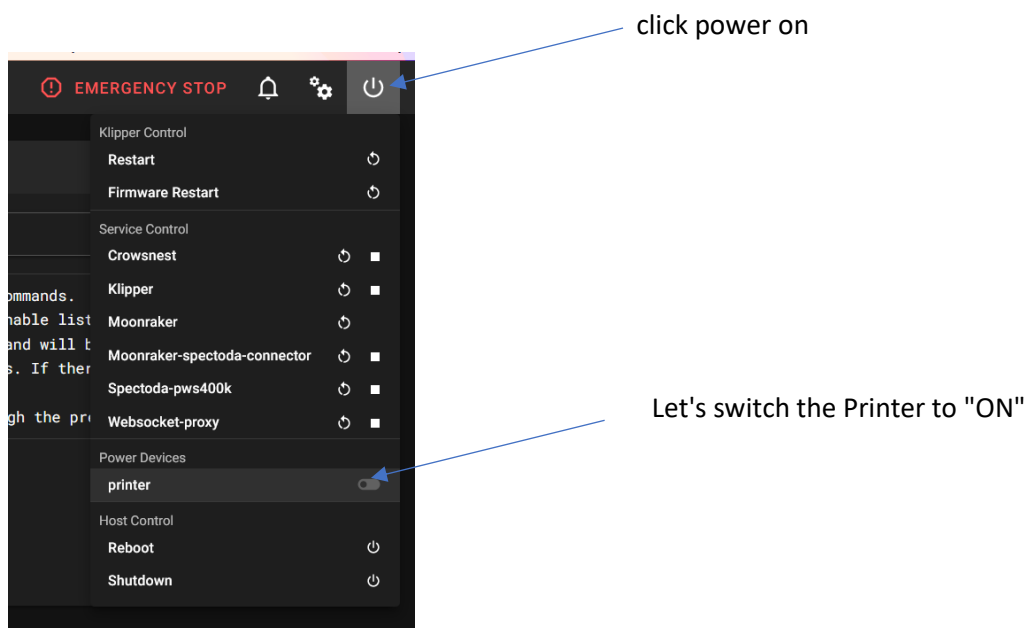 click power on
EMERGENCY STOP
Klipper Control
Restart
Firmware Restart
Service Control
Crowsnest
Klipper
Moonraker
Moonraker-spectoda-connector
Spectoda-pws400k
Websocket-proxy
Power Devices
printer
Host Control
Reboot
Shutdown
ommands.
nable list
and will b
s. If ther
gh the pro
Let's switch the Printer to "ON"